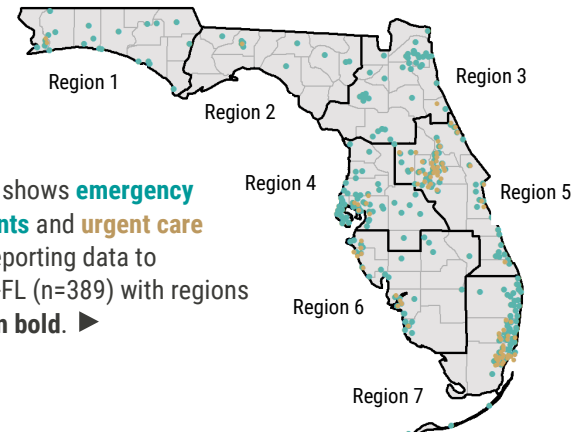 Region 1
Region 2
Region 3
shows emergency
nts and urgent care
eporting data to
FL (n=389) with regions
n bold. ►
Region 4
Region 5
Region 6
Region 7